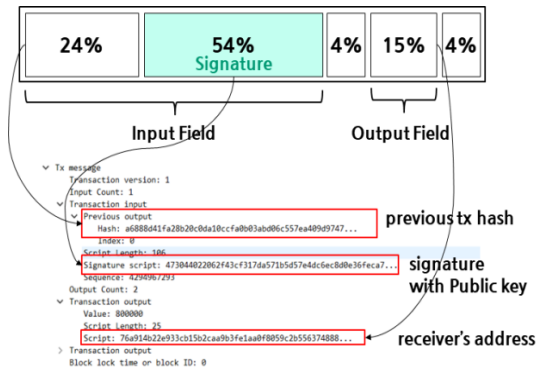 24% 54% 4% 15% 4%
Signature
Input Field Output Field
Tx message
Transaction version: 1
Input Count: 1
Transaction input
Previous output
Hash: a6888d41fa28b20c0da10ccfa0b03abd06c557ea409d9747...
previous tx hash
Index: 0
Script Length: 106
Signature script: 473044022062f43cf317da571b5d57e4dc6ec8d0e36feca7...
signature
with Public key
Sequence: 4294967293
Output Count: 2
Transaction output
Value: 800000
Script Length: 25
Script: 76a914b22e933cb15b2caa9b3fe1aa0f8059c2b556374888...
receiver's address
Transaction output
Block lock time or block ID: 0